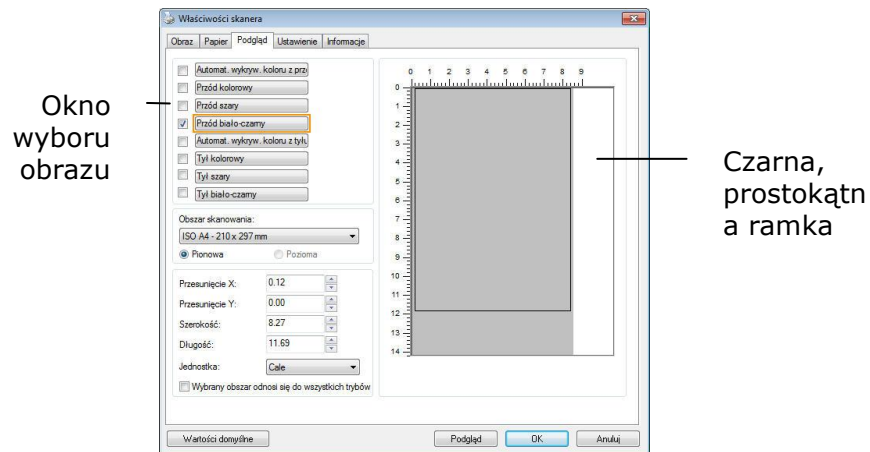 Właściwości skanera
Obraz Papier Podgląd Ustawienie Informacje
Automat. wykryw. koloru z prz
Przód kolorowy
Przód szary
Przód biało-czarny
Automat. wykryw. koloru z tyłu
Tył kolorowy
Tył szary
Tył biało-czarny
Obszar skanowania:
ISO A4 - 210 x 297 mm
Pionowa Pozioma
Przesunięcie X: 0.12
Przesunięcie Y: 0.00
Szerokość: 8.27
Długość: 11.69
Jednostka: Cale
Wybrany obszar odnosi się do wszystkich trybów
0 1 2 3 4 5 6 7 8 9
0
1
2
3
4
5
6
7
8
9
10
11
12
13
14
Wartości domyślne Podgląd OK Anuluj
Okno
wyboru
obrazu
Czarna,
prostokątn
a ramka